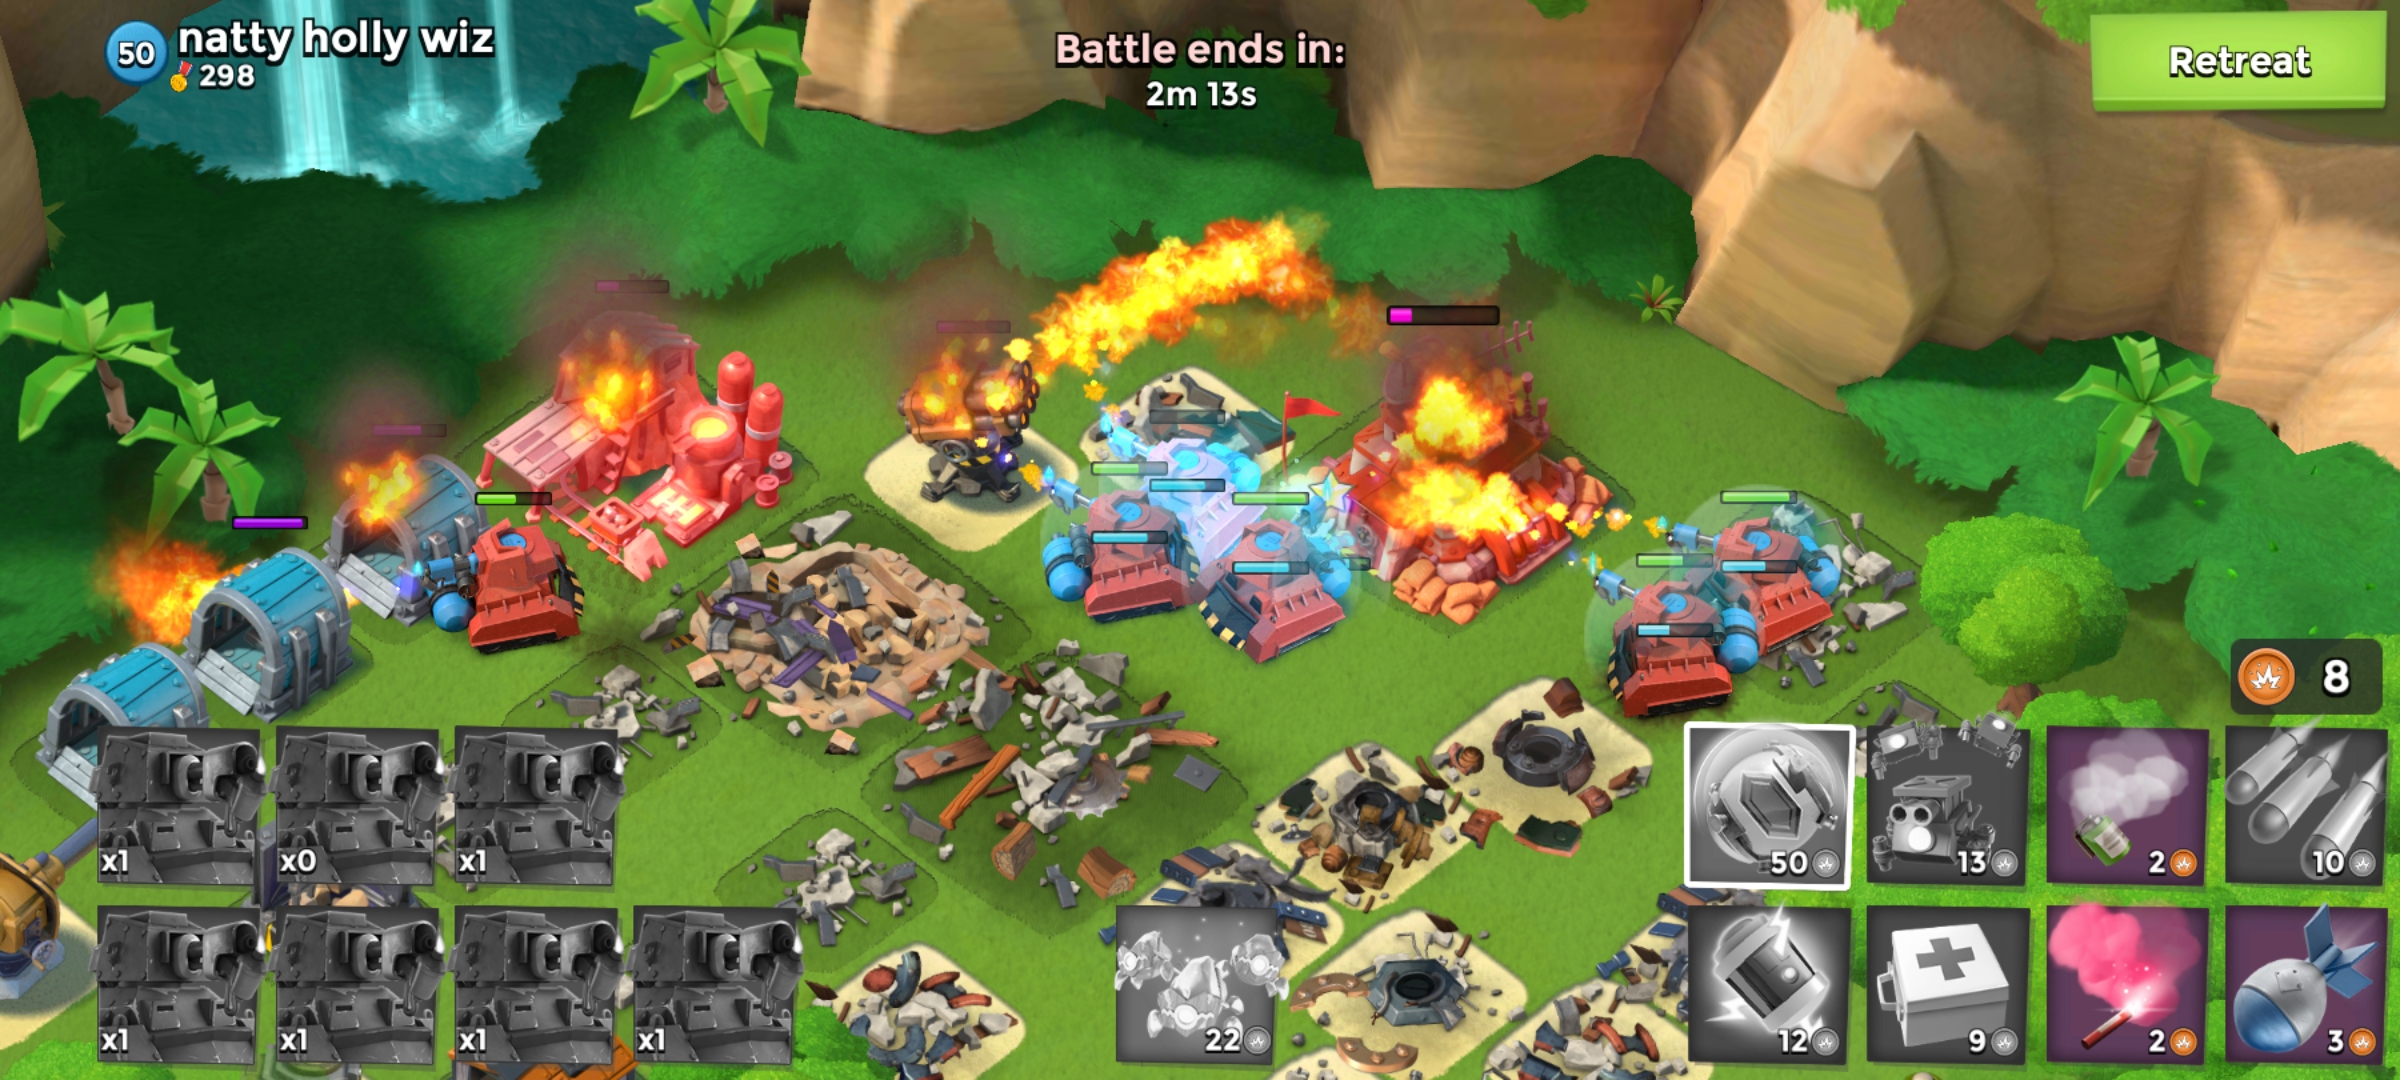 50 natty holly wiz
298
Battle ends in:
2m 13s
Retreat
8
x1 x0 x1
50 13 2 10
x1 x1 x1 x1
22 12 9 2 3